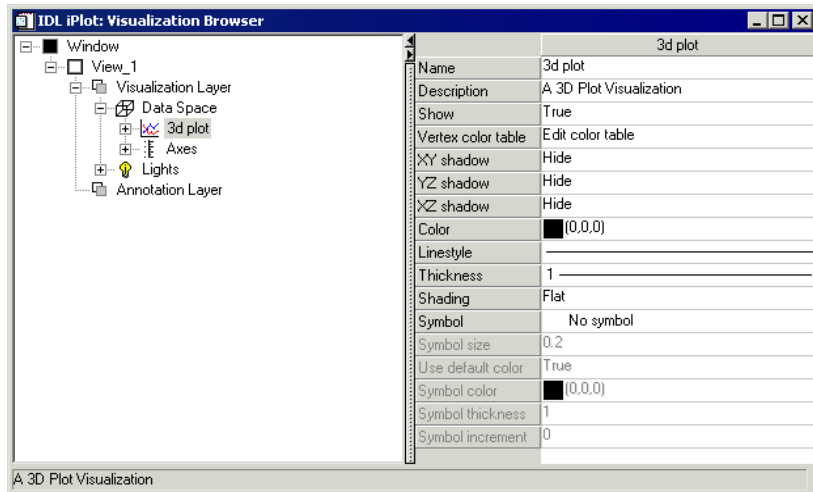 IDL iPlot: Visualization Browser
Window
View_1
Visualization Layer
Data Space
3d plot
Axes
Lights
Annotation Layer
3d plot
Name 3d plot
Description A 3D Plot Visualization
Show True
Vertex color table Edit color table
XY shadow Hide
YZ shadow Hide
XZ shadow Hide
Color (0,0,0)
Linestyle
Thickness 1
Shading Flat
Symbol No symbol
Symbol size 0.2
Use default color True
Symbol color (0,0,0)
Symbol thickness 1
Symbol increment 0
A 3D Plot Visualization